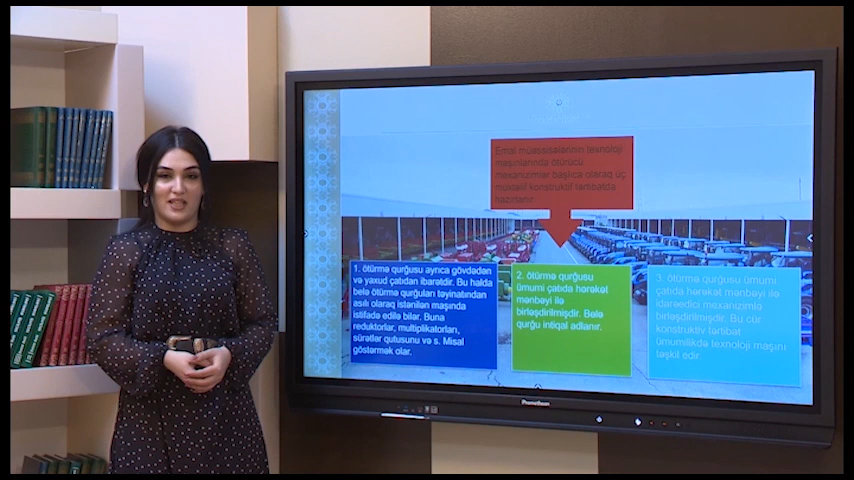 Emal müəssisələrinin texnoloji
maşınlarında ötürücü
mexanizmlər başlıca olaraq üç
müxtəlif konstruktiv tərtibatda
hazırlanır.
1. ötürmə qurğusu ayrıca gövdədən
və yaxud çatıdan ibarətdir. Bu halda
belə ötürmə qurğuları təyinatından
asılı olaraq istənilən maşında
istifadə edilə bilər. Buna
reduktorlar, multiplikatorları,
sürətlər qutusunu və s. Misal
göstərmək olar.
2. ötürmə qurğusu
ümumi çatıda hərəkət
mənbəyi ilə
birləşdirilmişdir. Belə
qurğu intiqal adlanır.
3. ötürmə qurğusu ümumi
çatıda hərəkət mənbəyi ilə
idarəedici mexanizmlə
birləşdirilmişdir. Bu cür
konstruktiv tərtibat
ümumilikdə texnoloji maşını
təşkil edir.
Promethean